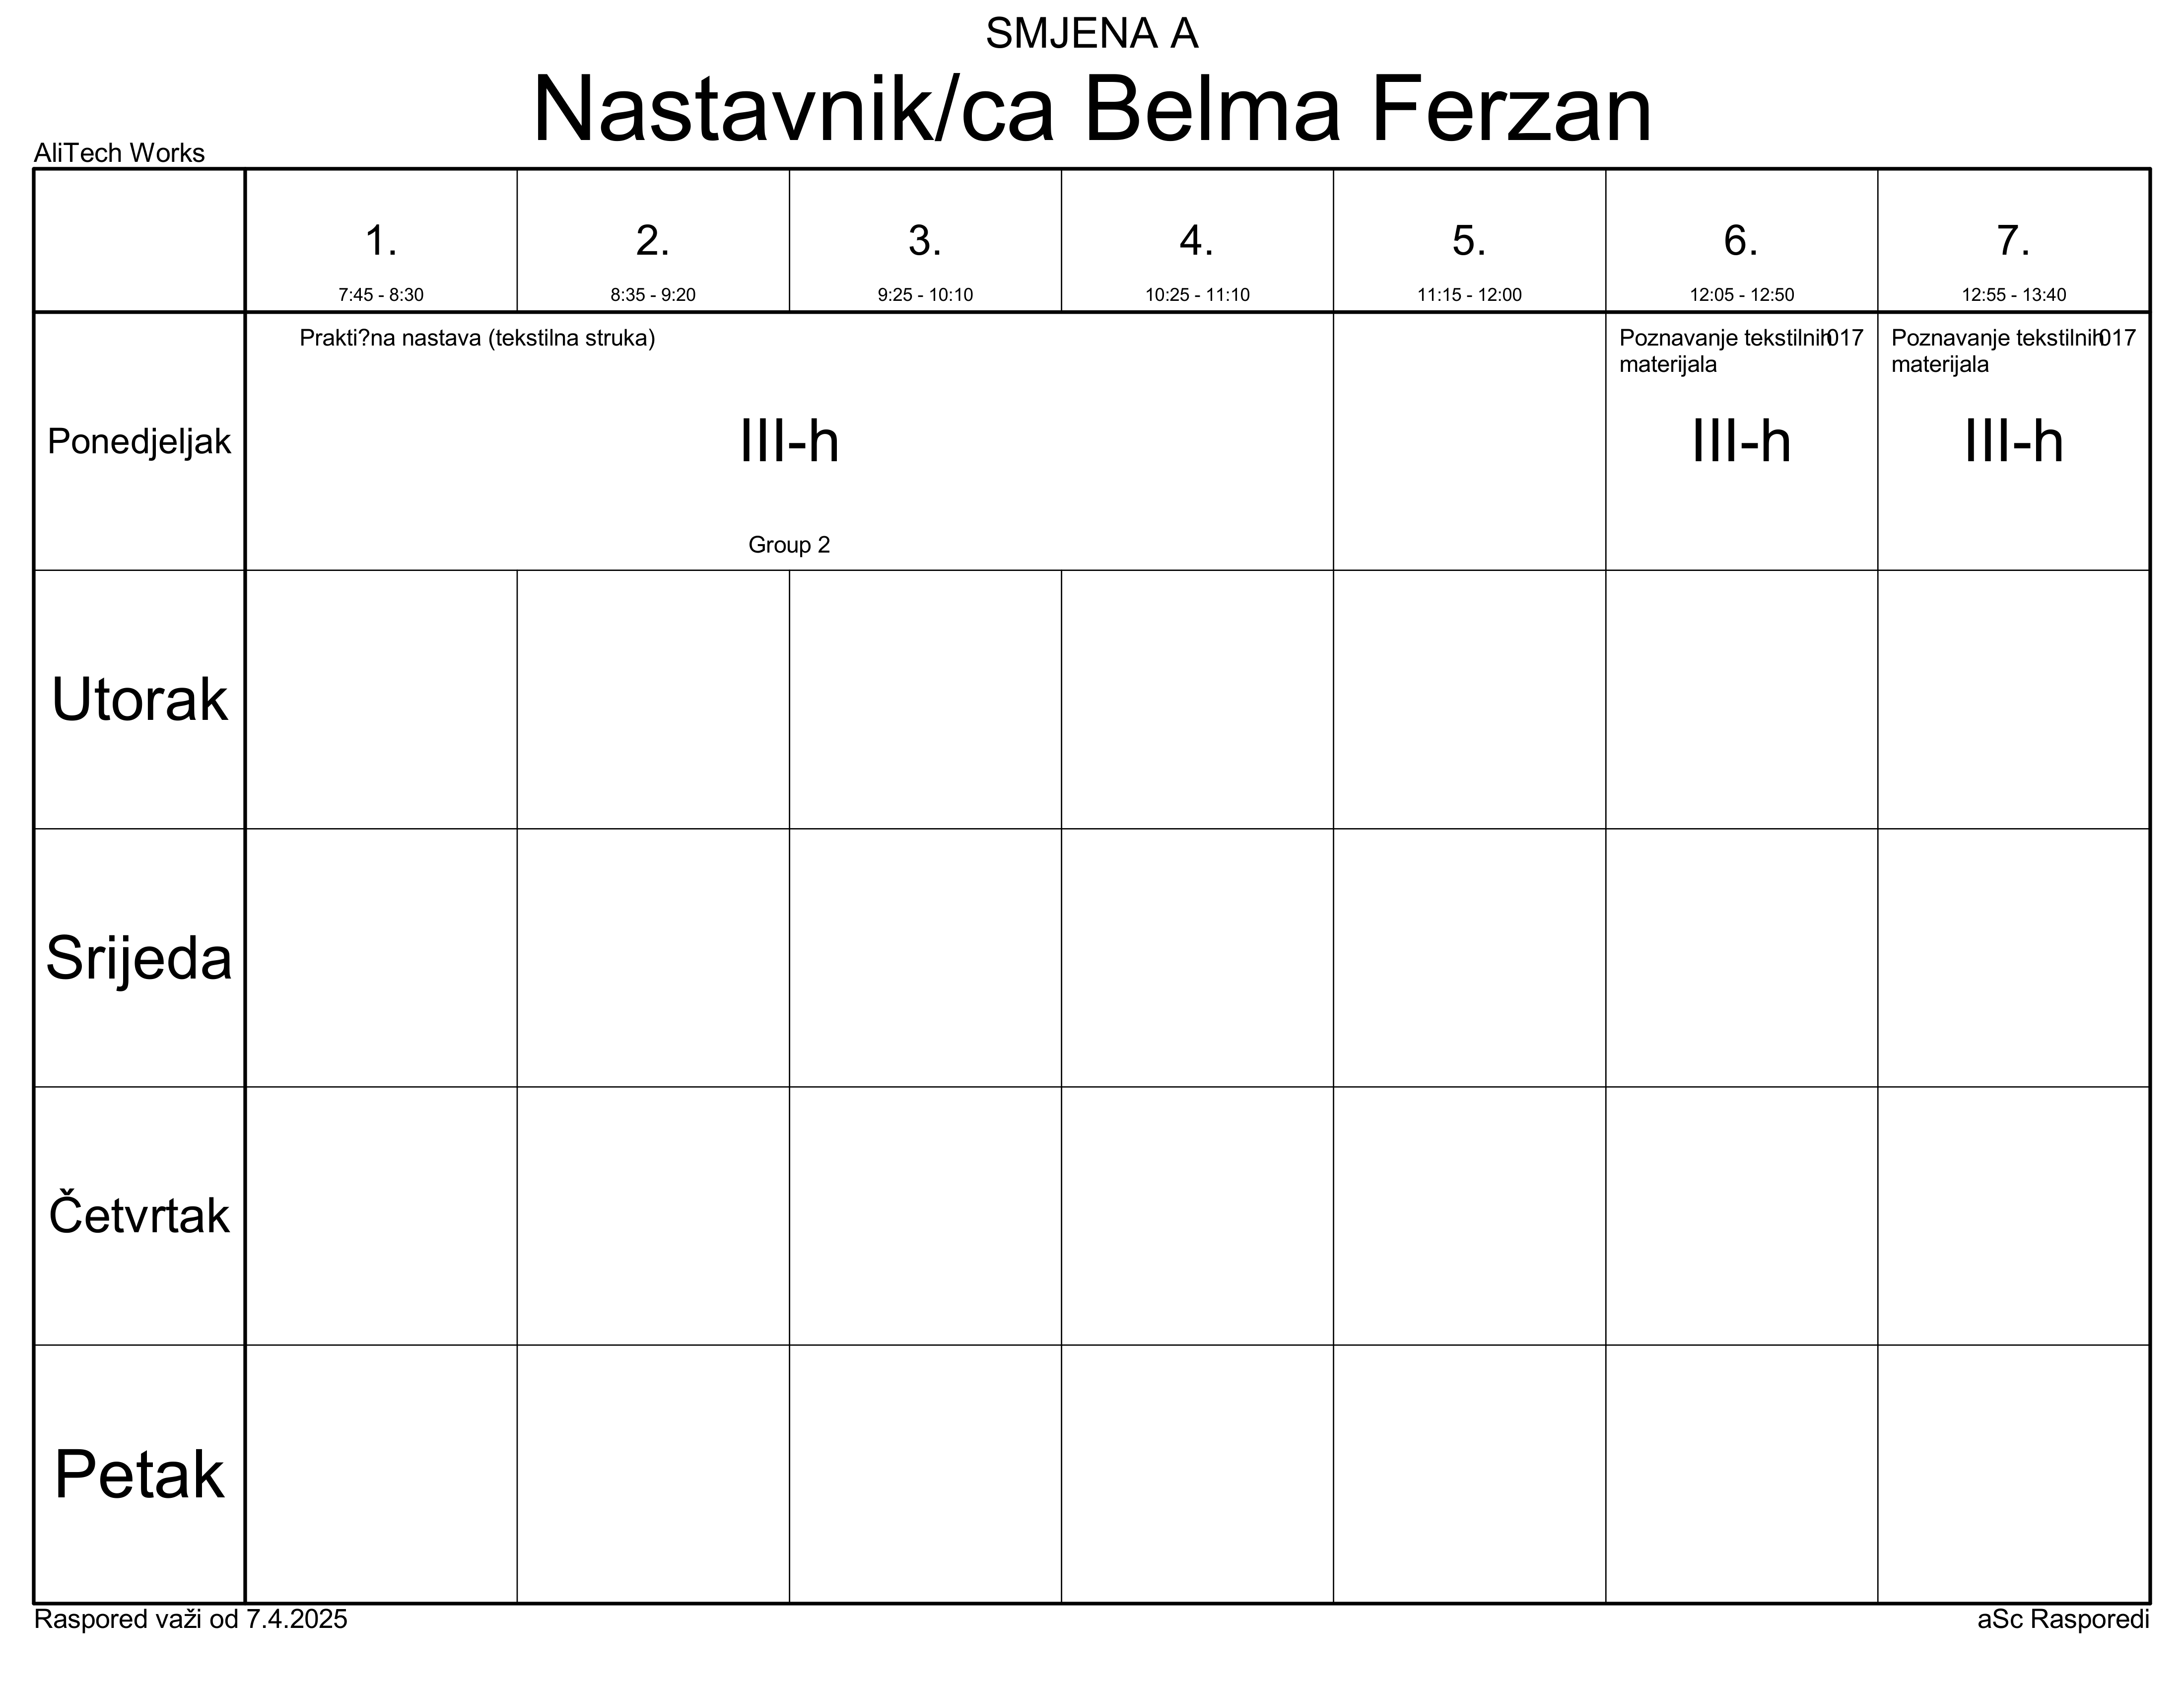 SMJENA A
Nastavnik/ca Belma Ferzan
AliTech Works
1. 2. 3. 4. 5. 6. 7.
7:45 - 8:30 8:35 - 9:20 9:25 - 10:10 10:25 - 11:10 11:15 - 12:00 12:05 - 12:50 12:55 - 13:40
Ponedjeljak
Prakti?na nastava (tekstilna struka)
III-h
Group 2
Poznavanje tekstilnih 017
materijala
III-h
Poznavanje tekstilnih 017
materijala
III-h
Utorak
Srijeda
Četvrtak
Petak
Raspored važi od 7.4.2025
aSc Rasporedi